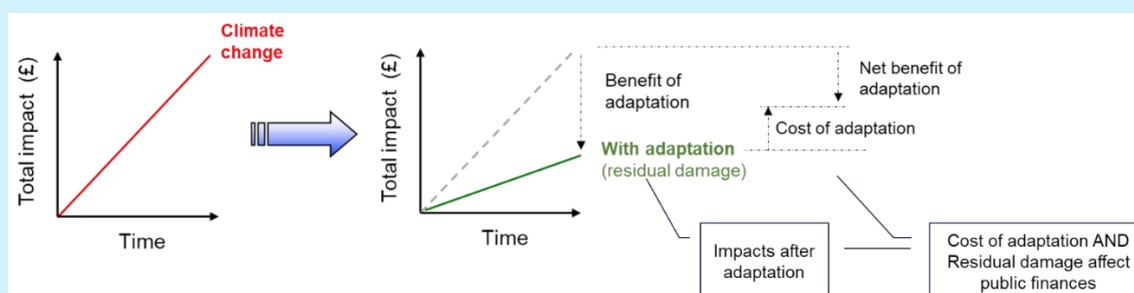 Total impact (£)
Climate
change
Time
Total impact (£)
Time
Benefit of
adaptation
With adaptation
(residual damage)
Net benefit of
adaptation
Cost of adaptation
Impacts after
adaptation
Cost of adaptation AND
Residual damage affect
public finances